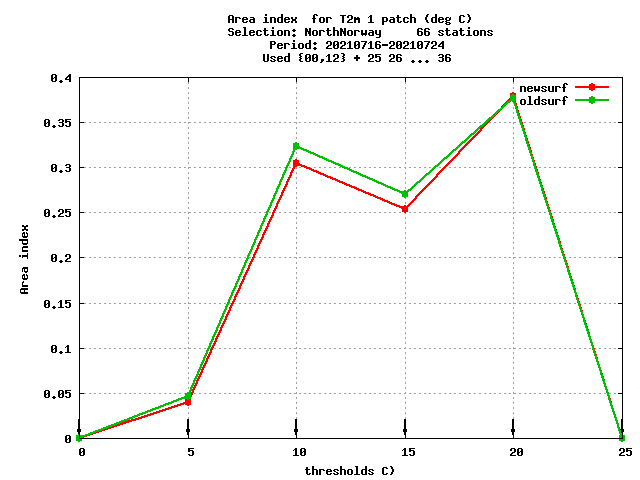 Area index  for T2m 1 patch (deg C)
Selection: NorthNorway     66 stations
Period: 20210716-20210724
Used {00,12} + 25 26 ... 36
newsurf
oldsurf
0.4
0.35
0.3
0.25
0.2
0.15
0.1
0.05
0
Area index
0 5 10 15 20 25
thresholds C)